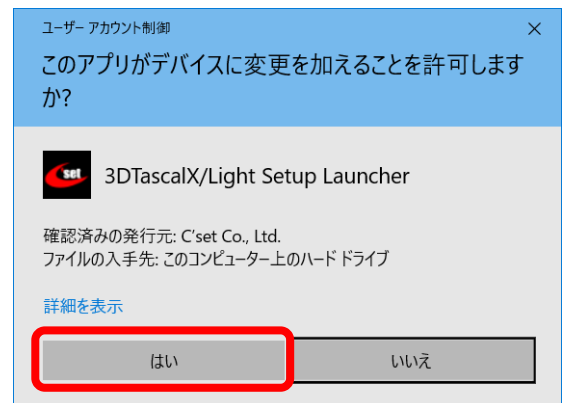 ユーザー アカウント制御
このアプリがデバイスに変更を加えることを許可します
か?
C'set
3DTascalX/Light Setup Launcher
確認済みの発行元: C'set Co., Ltd.
ファイルの入手先: このコンピューター上のハード ドライブ
詳細を表示
はい
いいえ